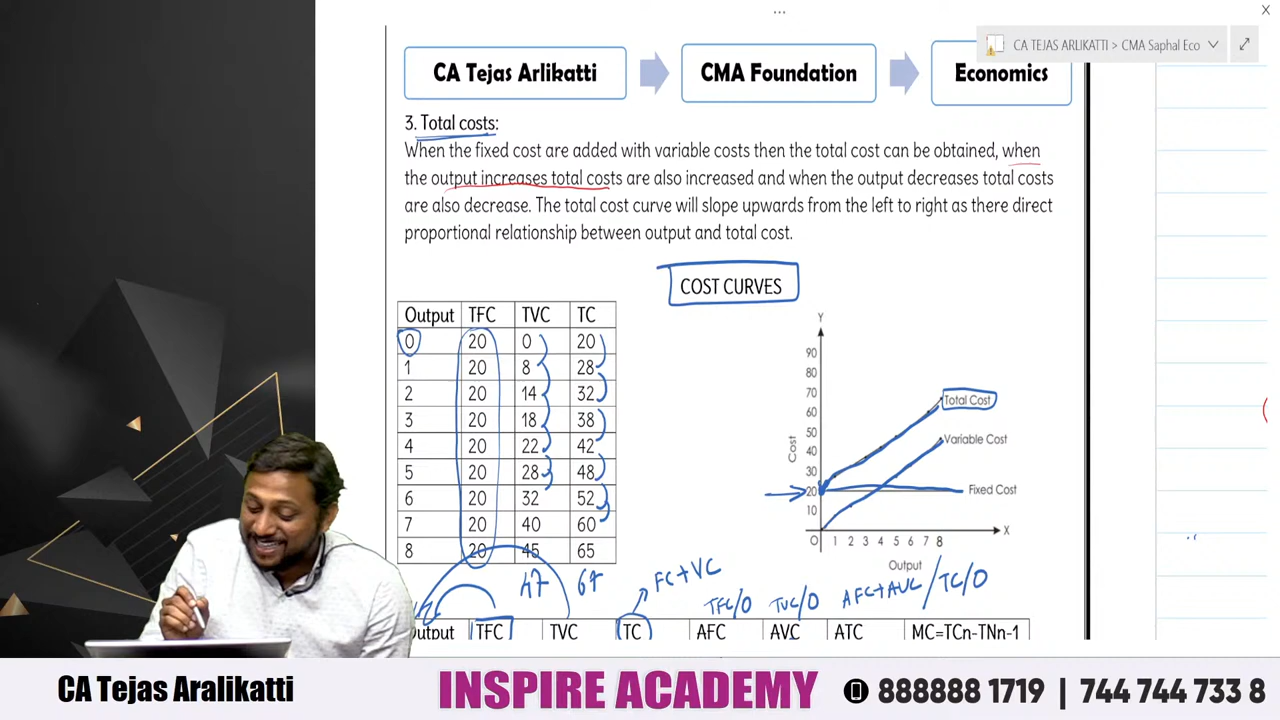 ...
X
CA TEJAS ARLIKATTI > CMA Saphal Eco
CA Tejas Arlikatti
CMA Foundation
Economics
3. Total costs:
When the fixed cost are added with variable costs then the total cost can be obtained, when
the output increases total costs are also increased and when the output decreases total costs
are also decrease. The total cost curve will slope upwards from the left to right as there direct
proportional relationship between output and total cost.
COST CURVES
Output TFC TVC TC
0 20 0 20
1 20 8 28
2 20 14 32
3 20 18 38
4 20 22 42
5 20 28 48
6 20 32 52
7 20 40 60
8 20 45 65
47 67
Y
90
80
70
60
50
40
30
20
10
Cost
Total Cost
Variable Cost
Fixed Cost
O 1 2 3 4 5 6 7 8 X
Output
FC+VC
TFC/O TVC/O AFC+AVC/TC/O
Output TFC TVC TC AFC AVC ATC MC=TCn-TNn-1
CA Tejas Aralikatti
INSPIRE ACADEMY
888888 1719 | 744 744 733 8